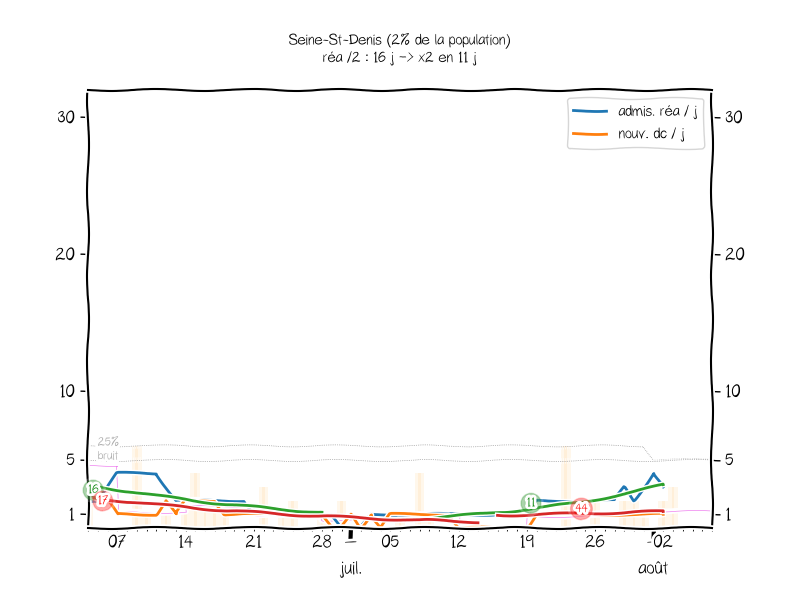 Seine-St-Denis (2% de la population)
réa /2 : 16 j -> x2 en 11 j
30 30
admis. réa / j
nouv. dc / j
20 20
10 10
25%
bruit
5 5
16
17
11
44
1 1
07 14 21 28 1 05 12 19 26 02
juil. août